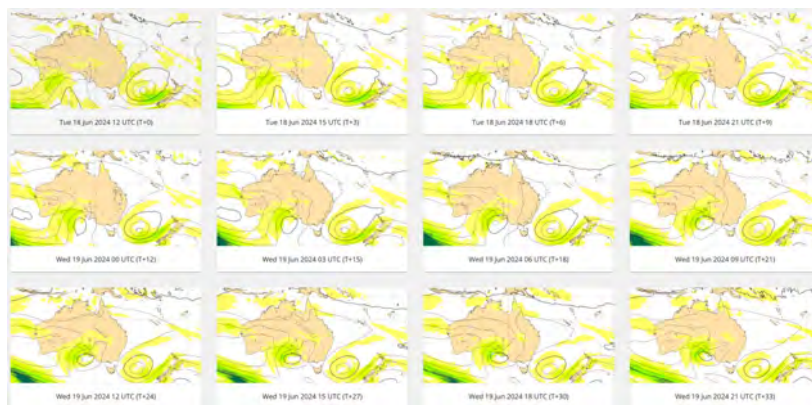 Tue 18 Jun 2024 12 UTC (T+0)
Tue 18 Jun 2024 15 UTC (T+3)
Tue 18 Jun 2024 18 UTC (T+6)
Tue 18 Jun 2024 21 UTC (T+9)
Wed 19 Jun 2024 00 UTC (T+12)
Wed 19 Jun 2024 03 UTC (T+15)
Wed 19 Jun 2024 06 UTC (T+18)
Wed 19 Jun 2024 09 UTC (T+21)
Wed 19 Jun 2024 12 UTC (T+24)
Wed 19 Jun 2024 15 UTC (T+27)
Wed 19 Jun 2024 18 UTC (T+30)
Wed 19 Jun 2024 21 UTC (T+33)